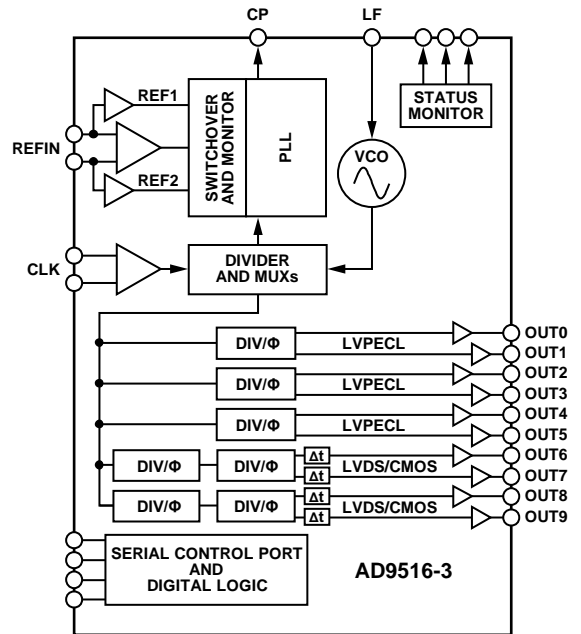 CP
LF
REF1
REFIN
REF2
SWITCHOVER
AND MONITOR
PLL
VCO
STATUS
MONITOR
CLK
DIVIDER
AND MUXs
DIV/Φ
LVPECL
OUT0
OUT1
DIV/Φ
LVPECL
OUT2
OUT3
DIV/Φ
LVPECL
OUT4
OUT5
DIV/Φ
DIV/Φ
Δt
Δt
LVDS/CMOS
OUT6
OUT7
DIV/Φ
DIV/Φ
Δt
Δt
LVDS/CMOS
OUT8
OUT9
SERIAL CONTROL PORT
AND
DIGITAL LOGIC
AD9516-3